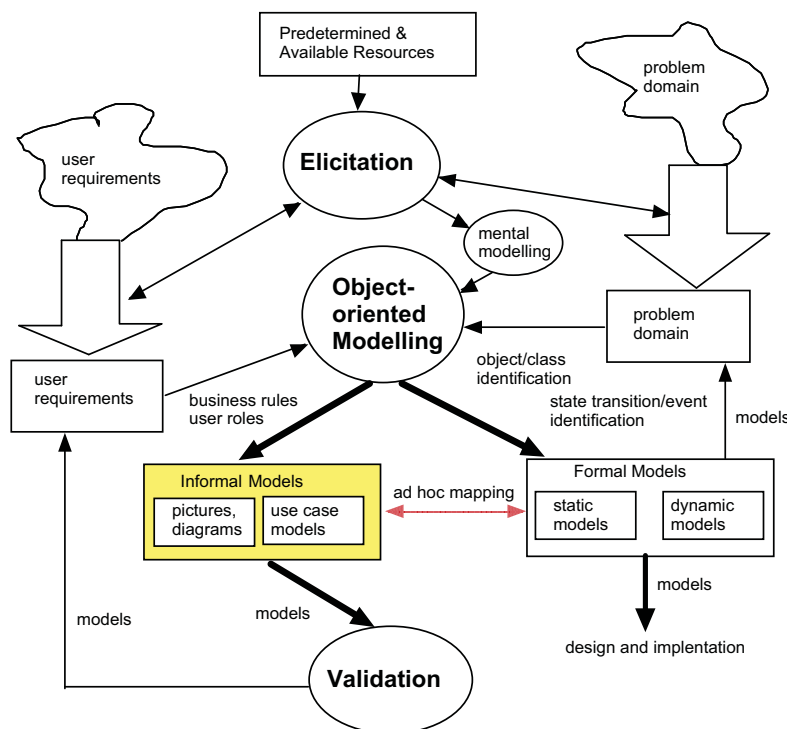 Predetermined &
Available Resources
problem
domain
user
requirements
Elicitation
mental
modelling
Object-
oriented
Modelling
problem
domain
user
requirements
object/class
identification
business rules
user roles
state transition/event
identification
models
Informal Models
pictures,
diagrams
use case
models
ad hoc mapping
Formal Models
static
models
dynamic
models
models
models
models
design and implentation
Validation